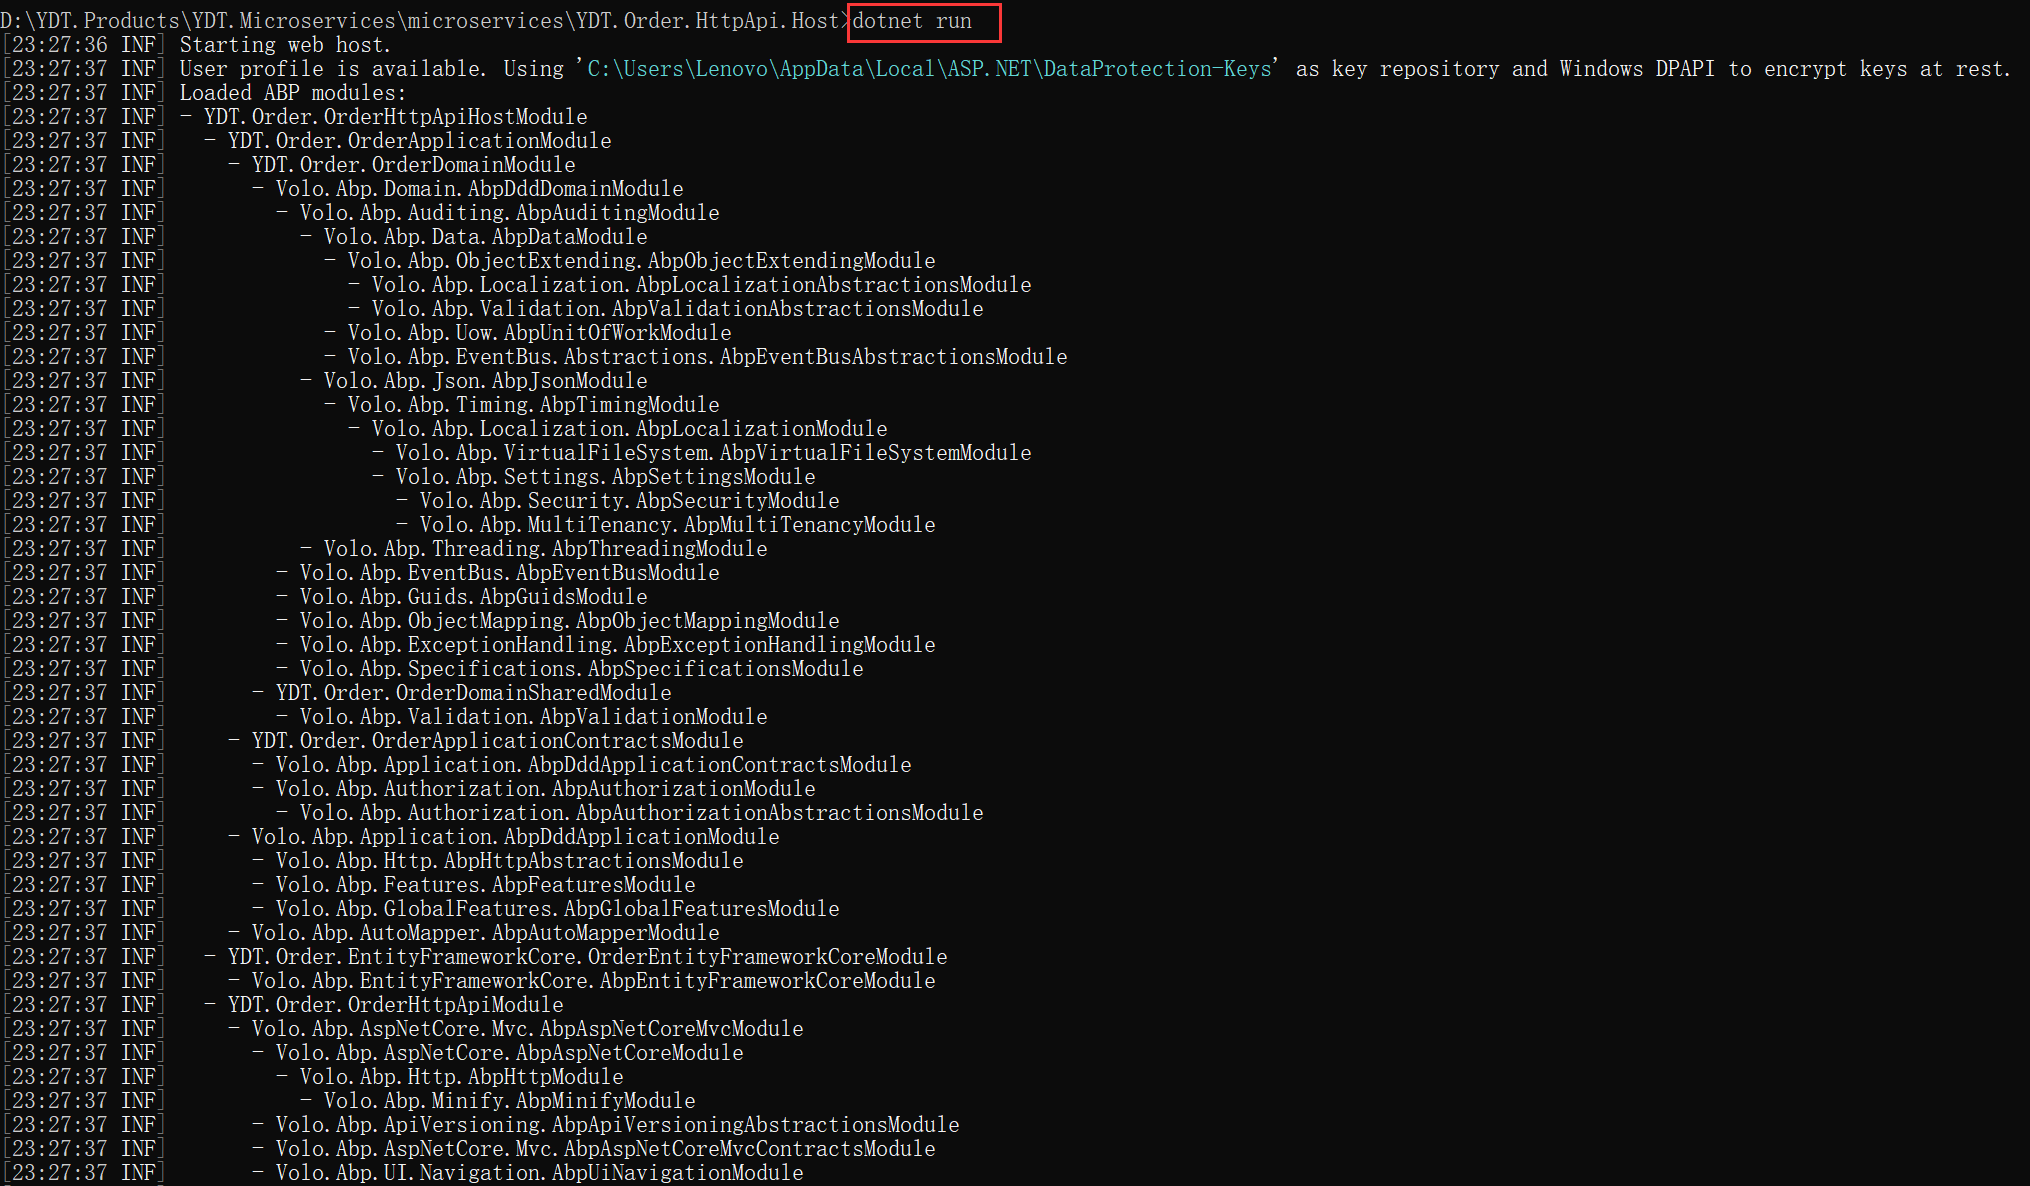 D:\YDT.Products\YDT.Microservices\microservices\YDT.Order.HttpApi.Host>dotnet run
[23:27:36 INF] Starting web host.
[23:27:37 INF] User profile is available. Using 'C:\Users\Lenovo\AppData\Local\ASP.NET\DataProtection-Keys' as key repository and Windows DPAPI to encrypt keys at rest.
[23:27:37 INF] Loaded ABP modules:
[23:27:37 INF] - YDT.Order.OrderHttpApiHostModule
[23:27:37 INF]   - YDT.Order.OrderApplicationModule
[23:27:37 INF]     - YDT.Order.OrderDomainModule
[23:27:37 INF]       - Volo.Abp.Domain.AbpDddDomainModule
[23:27:37 INF]         - Volo.Abp.Auditing.AbpAuditingModule
[23:27:37 INF]           - Volo.Abp.Data.AbpDataModule
[23:27:37 INF]             - Volo.Abp.ObjectExtending.AbpObjectExtendingModule
[23:27:37 INF]               - Volo.Abp.Localization.AbpLocalizationAbstractionsModule
[23:27:37 INF]               - Volo.Abp.Validation.AbpValidationAbstractionsModule
[23:27:37 INF]             - Volo.Abp.Uow.AbpUnitOfWorkModule
[23:27:37 INF]             - Volo.Abp.EventBus.Abstractions.AbpEventBusAbstractionsModule
[23:27:37 INF]           - Volo.Abp.Json.AbpJsonModule
[23:27:37 INF]             - Volo.Abp.Timing.AbpTimingModule
[23:27:37 INF]               - Volo.Abp.Localization.AbpLocalizationModule
[23:27:37 INF]                 - Volo.Abp.VirtualFileSystem.AbpVirtualFileSystemModule
[23:27:37 INF]                 - Volo.Abp.Settings.AbpSettingsModule
[23:27:37 INF]                   - Volo.Abp.Security.AbpSecurityModule
[23:27:37 INF]                   - Volo.Abp.MultiTenancy.AbpMultiTenancyModule
[23:27:37 INF]           - Volo.Abp.Threading.AbpThreadingModule
[23:27:37 INF]         - Volo.Abp.EventBus.AbpEventBusModule
[23:27:37 INF]         - Volo.Abp.Guids.AbpGuidsModule
[23:27:37 INF]         - Volo.Abp.ObjectMapping.AbpObjectMappingModule
[23:27:37 INF]         - Volo.Abp.ExceptionHandling.AbpExceptionHandlingModule
[23:27:37 INF]         - Volo.Abp.Specifications.AbpSpecificationsModule
[23:27:37 INF]       - YDT.Order.OrderDomainSharedModule
[23:27:37 INF]         - Volo.Abp.Validation.AbpValidationModule
[23:27:37 INF]     - YDT.Order.OrderApplicationContractsModule
[23:27:37 INF]       - Volo.Abp.Application.AbpDddApplicationContractsModule
[23:27:37 INF]       - Volo.Abp.Authorization.AbpAuthorizationModule
[23:27:37 INF]         - Volo.Abp.Authorization.AbpAuthorizationAbstractionsModule
[23:27:37 INF]     - Volo.Abp.Application.AbpDddApplicationModule
[23:27:37 INF]       - Volo.Abp.Http.AbpHttpAbstractionsModule
[23:27:37 INF]       - Volo.Abp.Features.AbpFeaturesModule
[23:27:37 INF]       - Volo.Abp.GlobalFeatures.AbpGlobalFeaturesModule
[23:27:37 INF]     - Volo.Abp.AutoMapper.AbpAutoMapperModule
[23:27:37 INF]   - YDT.Order.EntityFrameworkCore.OrderEntityFrameworkCoreModule
[23:27:37 INF]     - Volo.Abp.EntityFrameworkCore.AbpEntityFrameworkCoreModule
[23:27:37 INF]   - YDT.Order.OrderHttpApiModule
[23:27:37 INF]     - Volo.Abp.AspNetCore.Mvc.AbpAspNetCoreMvcModule
[23:27:37 INF]       - Volo.Abp.AspNetCore.AbpAspNetCoreModule
[23:27:37 INF]         - Volo.Abp.Http.AbpHttpModule
[23:27:37 INF]           - Volo.Abp.Minify.AbpMinifyModule
[23:27:37 INF]       - Volo.Abp.ApiVersioning.AbpApiVersioningAbstractionsModule
[23:27:37 INF]       - Volo.Abp.AspNetCore.Mvc.AbpAspNetCoreMvcContractsModule
[23:27:37 INF]       - Volo.Abp.UI.Navigation.AbpUiNavigationModule